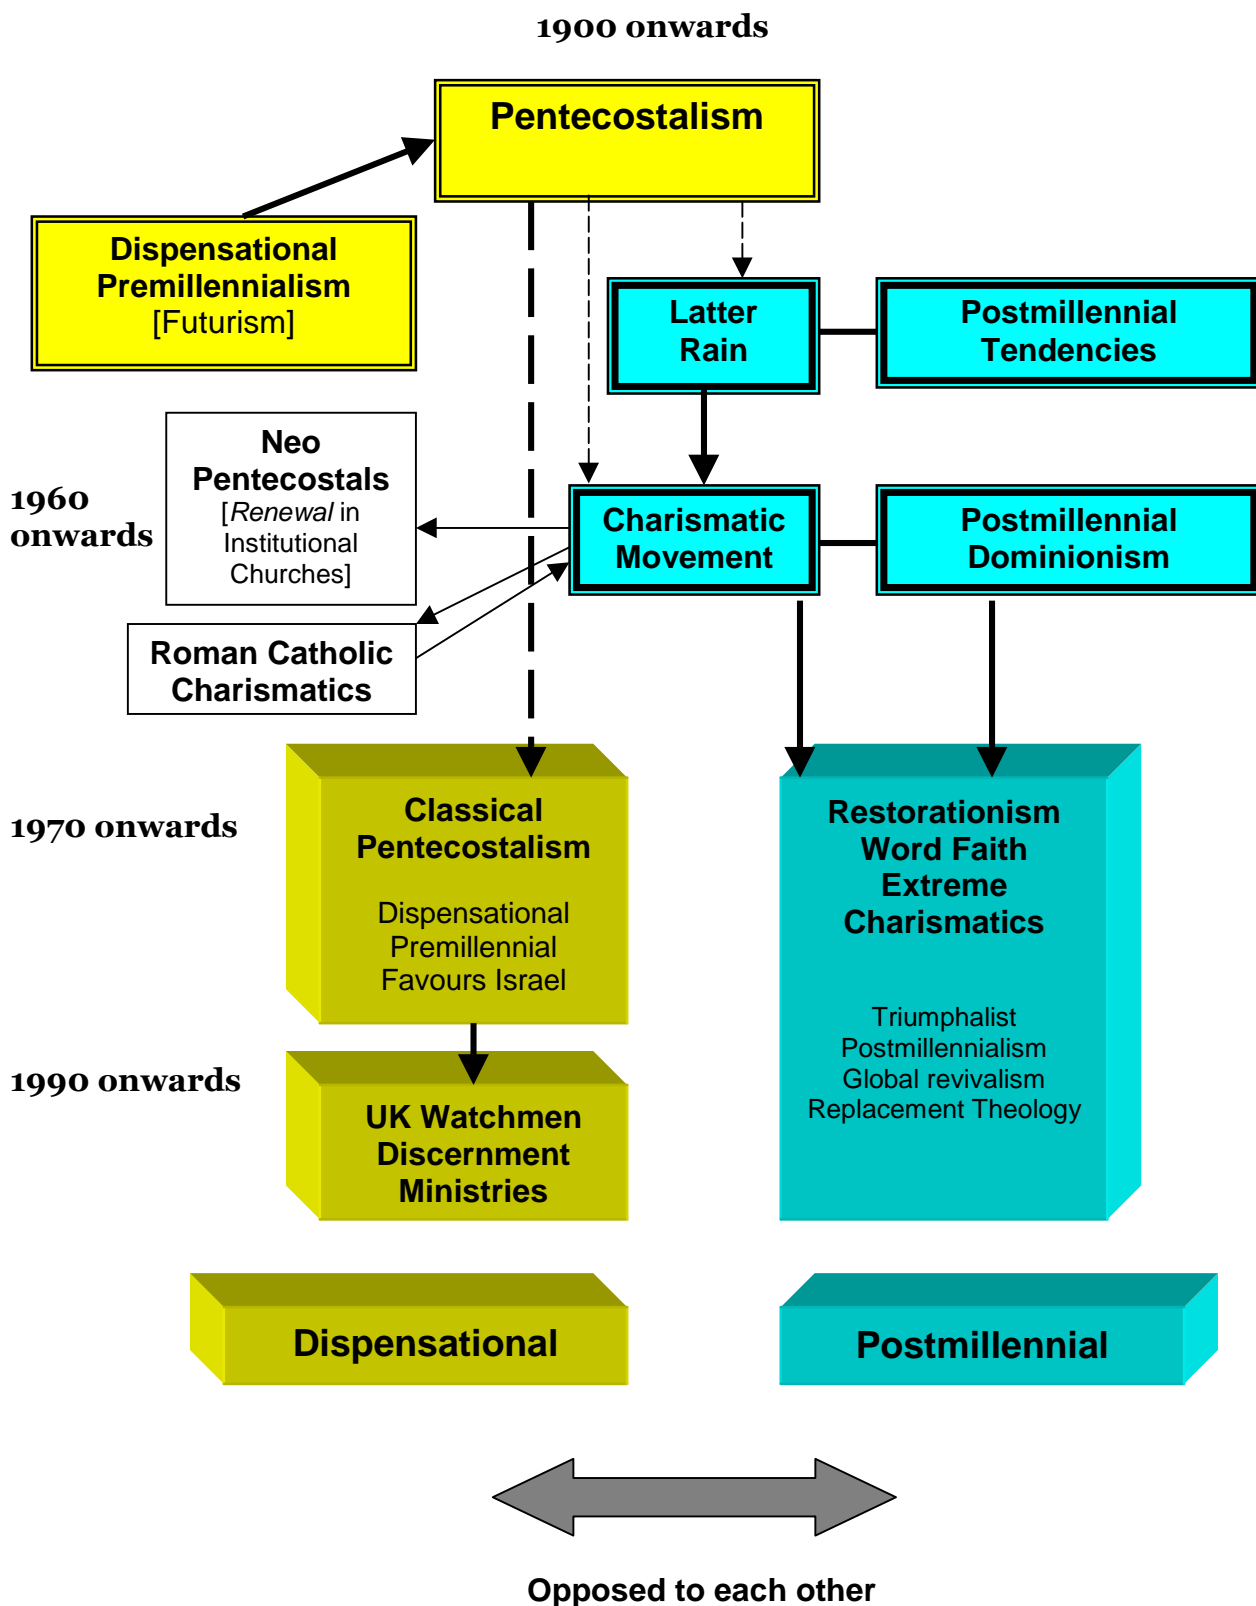 1900 onwards
Pentecostalism
Dispensational
Premillennialism
[Futurism]
Latter
Rain
Postmillennial
Tendencies
Neo
Pentecostals
[Renewal in
Institutional
Churches]
1960
onwards
Charismatic
Movement
Postmillennial
Dominionism
Roman Catholic
Charismatics
1970 onwards
Classical
Pentecostalism
Dispensational
Premillennial
Favours Israel
Restorationism
Word Faith
Extreme
Charismatics
Triumphalist
Postmillennialism
Global revivalism
Replacement Theology
1990 onwards
UK Watchmen
Discernment
Ministries
Dispensational
Postmillennial
Opposed to each other